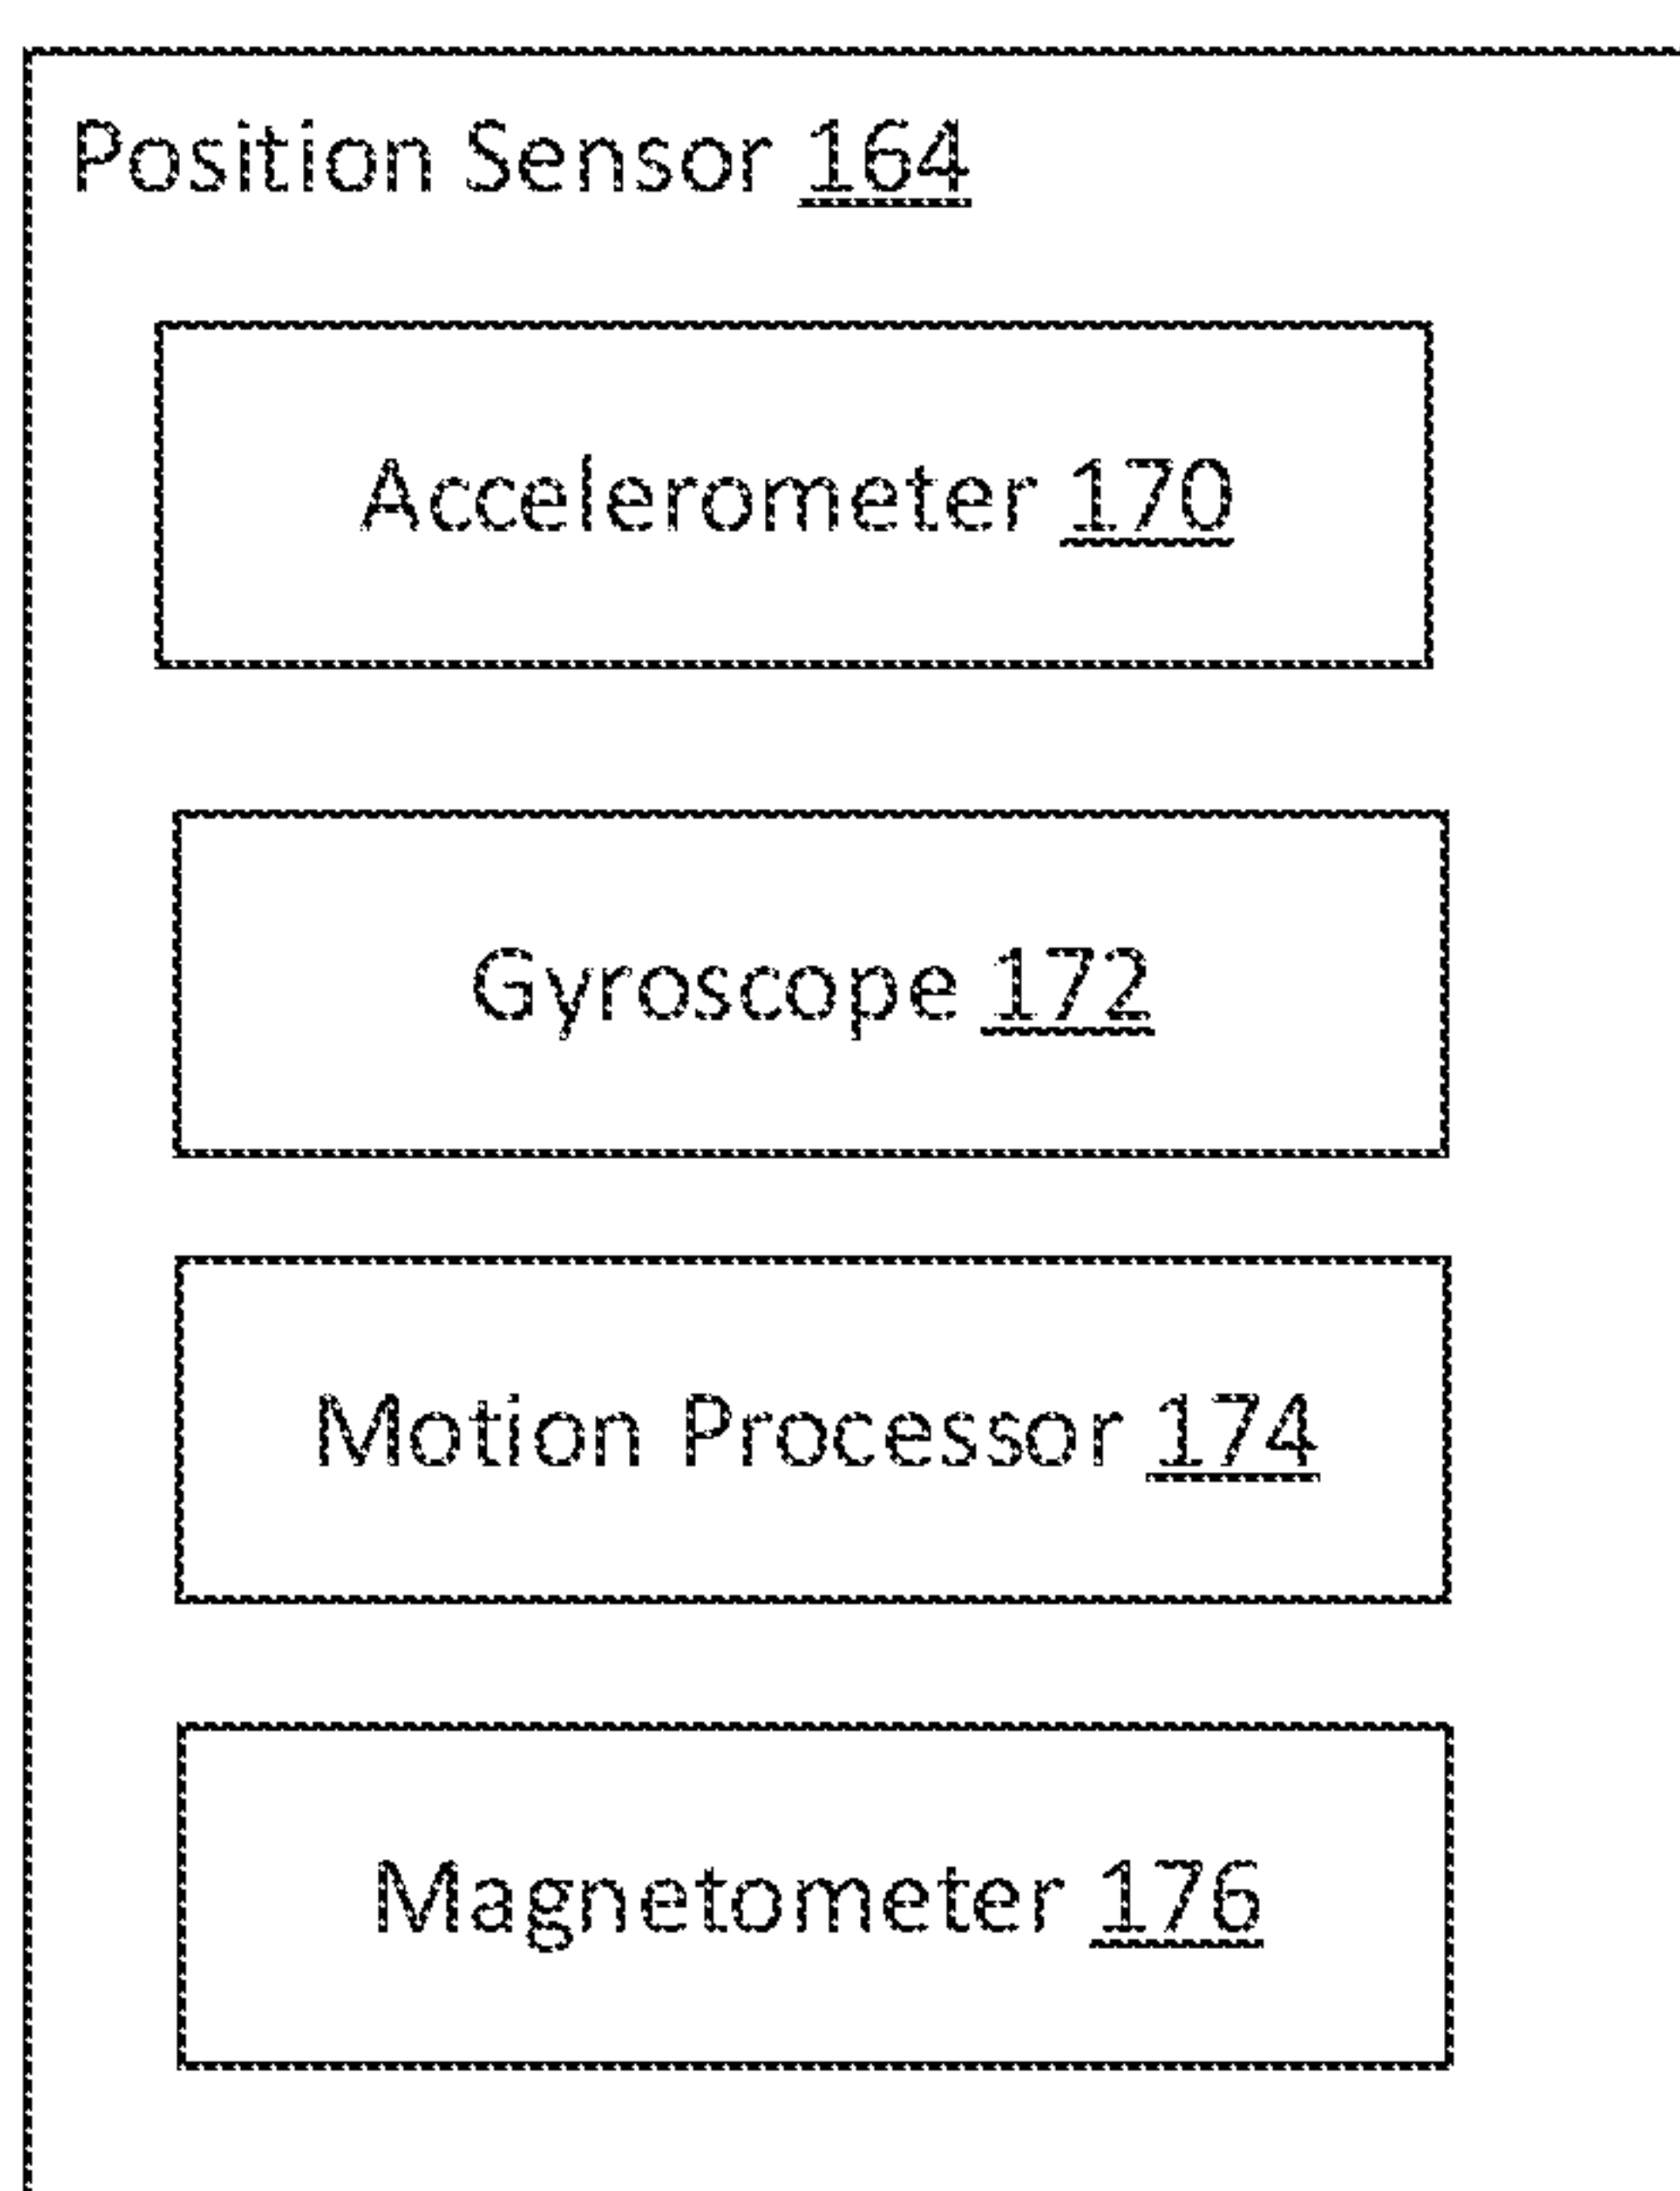 Position Sensor 164
Accelerometer 170
Gyroscope 172
Motion Processor 174
Magnetometer 176